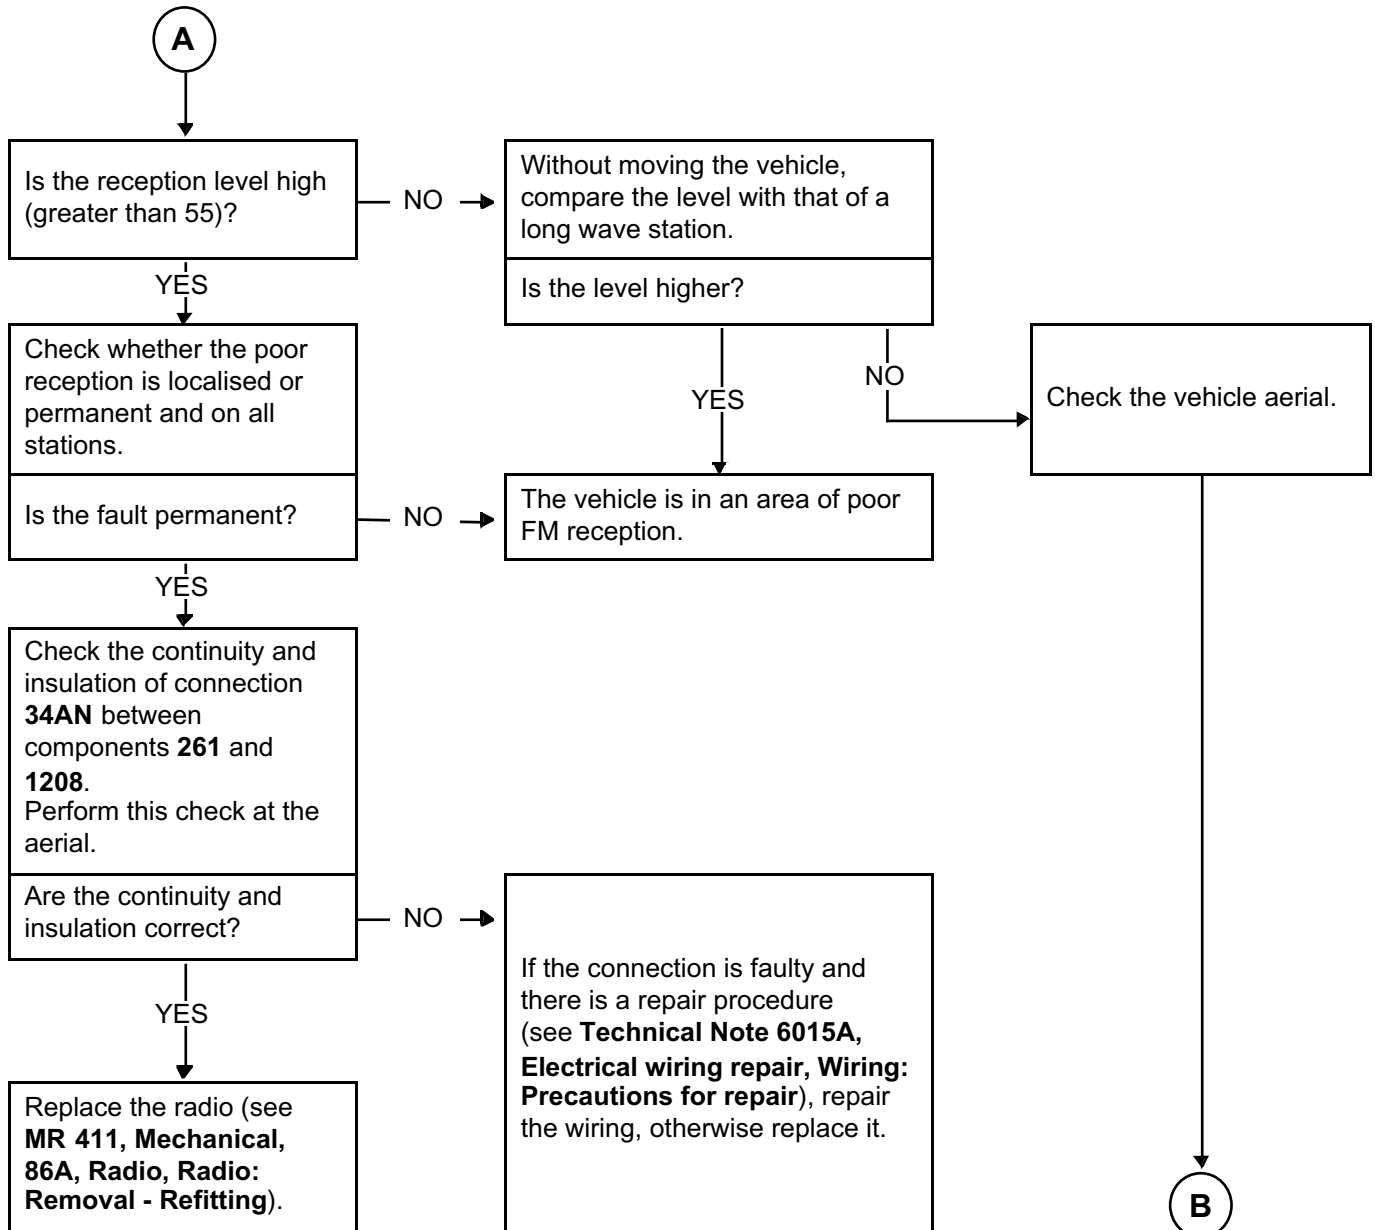 A
Is the reception level high
(greater than 55)?
NO
Without moving the vehicle,
compare the level with that of a
long wave station.
Is the level higher?
YES
Check whether the poor
reception is localised or
permanent and on all
stations.
Is the fault permanent?
NO
YES
NO
Check the vehicle aerial.
The vehicle is in an area of poor
FM reception.
YES
Check the continuity and
insulation of connection
34AN between
components 261 and
1208.
Perform this check at the
aerial.
Are the continuity and
insulation correct?
NO
If the connection is faulty and
there is a repair procedure
(see Technical Note 6015A,
Electrical wiring repair, Wiring:
Precautions for repair), repair
the wiring, otherwise replace it.
YES
Replace the radio (see
MR 411, Mechanical,
86A, Radio, Radio:
Removal - Refitting).
B